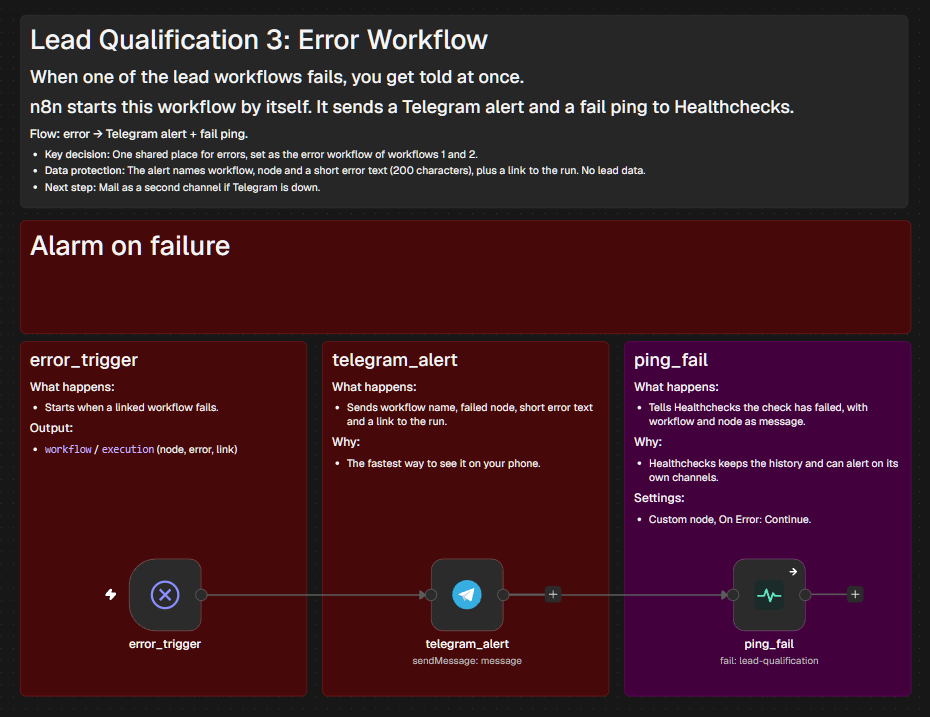 Lead Qualification 3: Error Workflow
When one of the lead workflows fails, you get told at once.
n8n starts this workflow by itself. It sends a Telegram alert and a fail ping to Healthchecks.
Flow: error → Telegram alert + fail ping.
• Key decision: One shared place for errors, set as the error workflow of workflows 1 and 2.
• Data protection: The alert names workflow, node and a short error text (200 characters), plus a link to the run. No lead data.
• Next step: Mail as a second channel if Telegram is down.
Alarm on failure
error_trigger
What happens:
• Starts when a linked workflow fails.
Output:
• workflow / execution (node, error, link)
error_trigger
telegram_alert
What happens:
• Sends workflow name, failed node, short error text
and a link to the run.
Why:
• The fastest way to see it on your phone.
telegram_alert
sendMessage: message
ping_fail
What happens:
• Tells Healthchecks the check has failed, with
workflow and node as message.
Why:
• Healthchecks keeps the history and can alert on its
own channels.
Settings:
• Custom node, On Error: Continue.
ping_fail
fail: lead-qualification